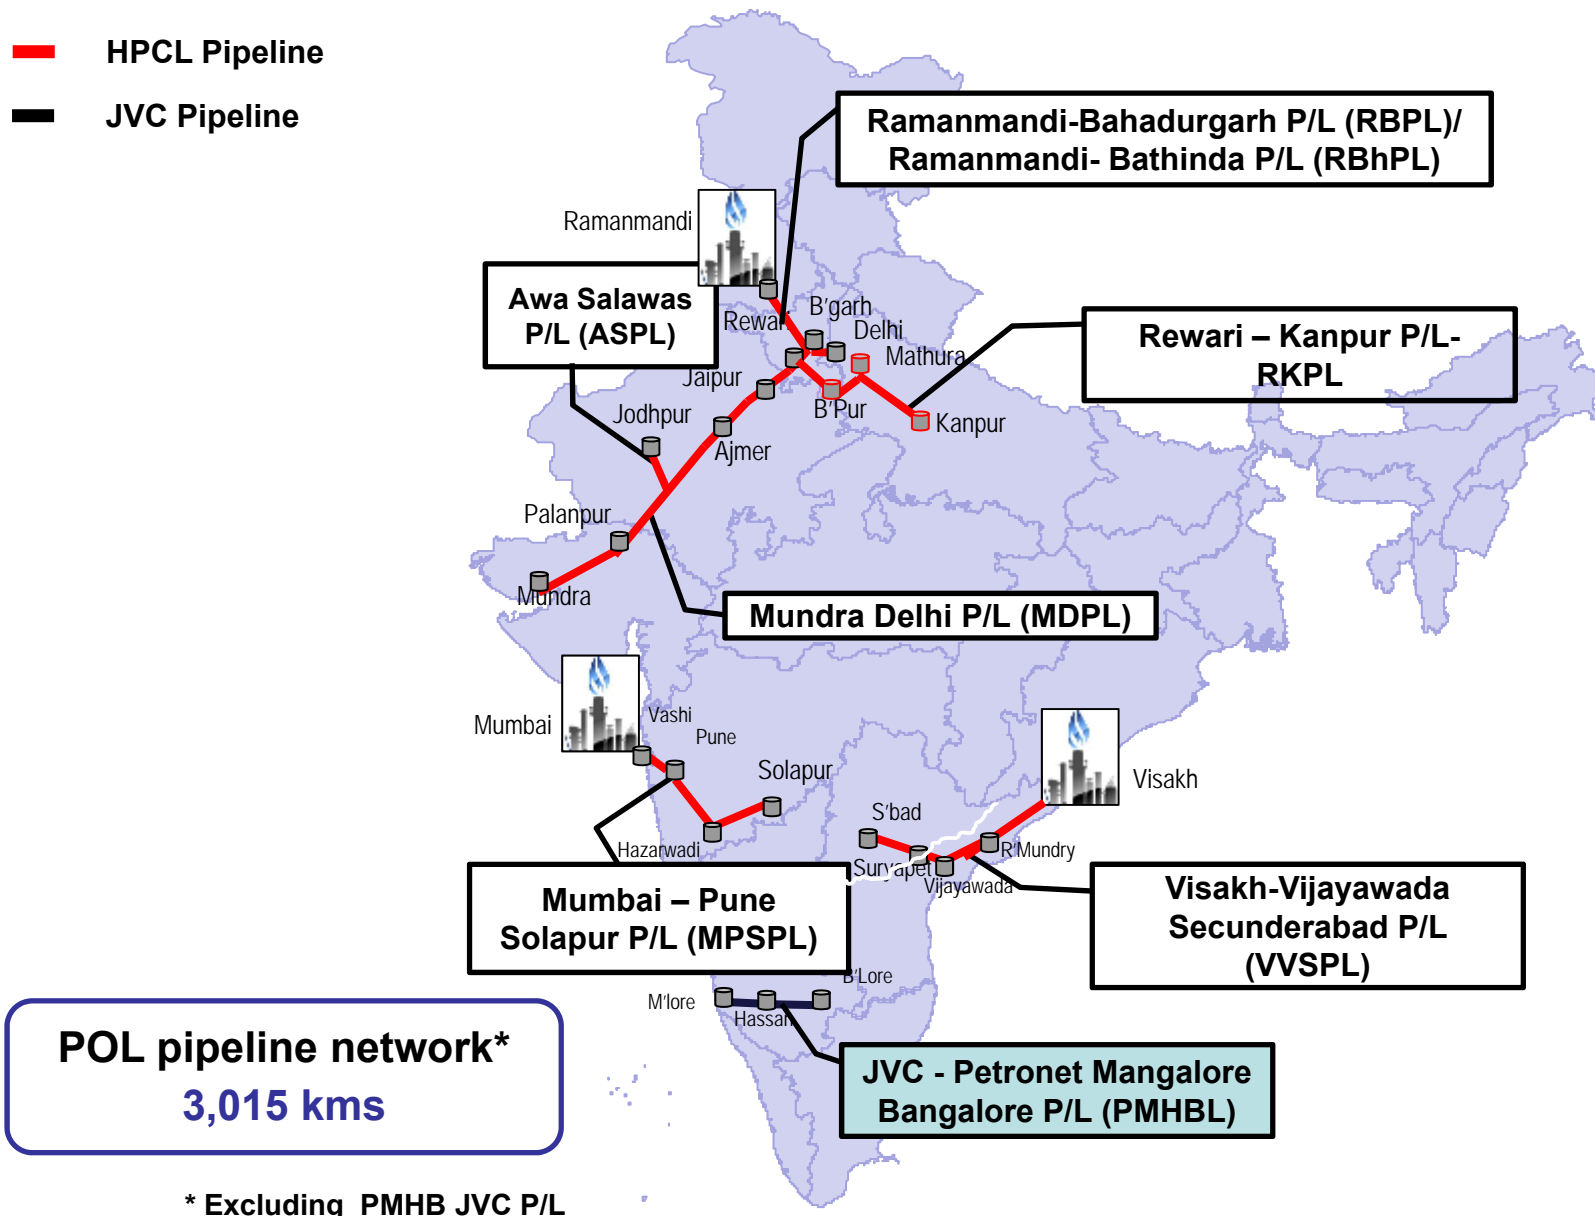 HPCL Pipeline
JVC Pipeline
Ramanmandi-Bahadurgarh P/L (RBPL)/
Ramanmandi- Bathinda P/L (RBhPL)
Ramanmandi
Awa Salawas
P/L (ASPL)
B'garh
Rewari
Delhi
Mathura
Rewari – Kanpur P/L-
RKPL
Jaipur
B'Pur
Jodhpur
Kanpur
Ajmer
Palanpur
Mundra
Mundra Delhi P/L (MDPL)
Mumbai
Vashi
Pune
Solapur
Visakh
S'bad
Hazarwadi
R'Mundry
Suryapet
Vijayawada
Mumbai – Pune
Solapur P/L (MPSPL)
Visakh-Vijayawada
Secunderabad P/L
(VVSPL)
B'Lore
M'lore
Hassan
POL pipeline network*
3,015 kms
JVC - Petronet Mangalore
Bangalore P/L (PMHBL)
* Excluding PMHB JVC P/L